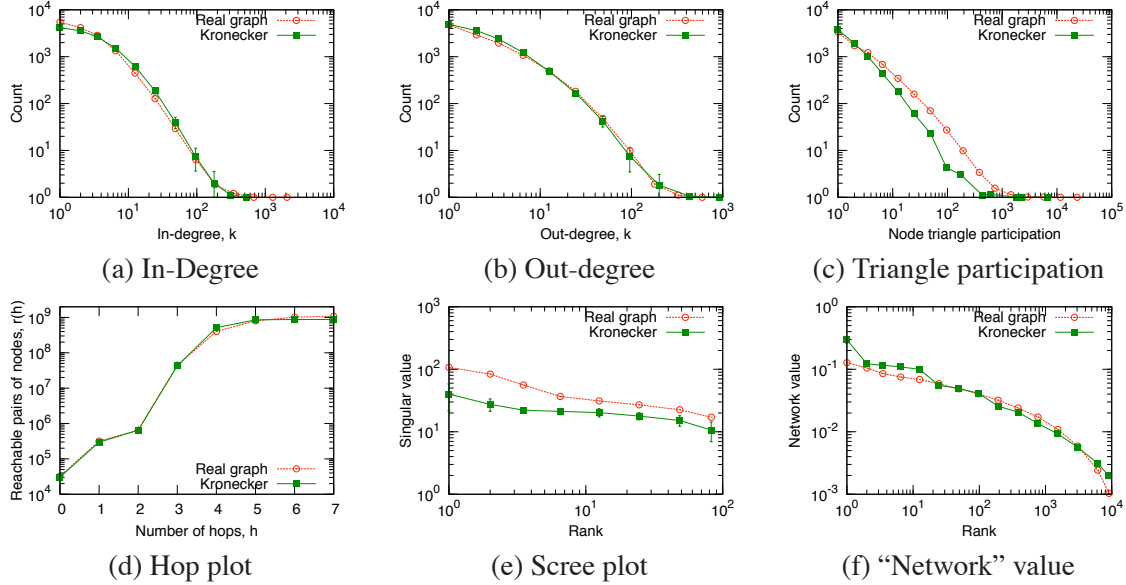 Real graph
Kronecker
Count
10^0
10^1
10^2
10^3
10^4
10^5
10^0
10^1
10^2
10^3
10^4
In-degree, k
(a) In-Degree
Real graph
Kronecker
Count
10^0
10^1
10^2
10^3
10^4
10^5
10^0
10^1
10^2
10^3
Out-degree, k
(b) Out-degree
Real graph
Kronecker
Count
10^0
10^1
10^2
10^3
10^4
10^5
10^0
10^1
10^2
10^3
10^4
10^5
Node triangle participation
(c) Triangle participation
Reachable pairs of nodes, r(h)
10^4
10^5
10^6
10^7
10^8
10^9
Real graph
Kronecker
0 1 2 3 4 5 6 7
Number of hops, h
(d) Hop plot
Real graph
Kronecker
Singular value
10^0
10^1
10^2
10^3
10^0
10^1
10^2
Rank
(e) Scree plot
Real graph
Kronecker
Network value
10^-3
10^-2
10^-1
10^0
10^0
10^1
10^2
10^3
10^4
Rank
(f) “Network” value